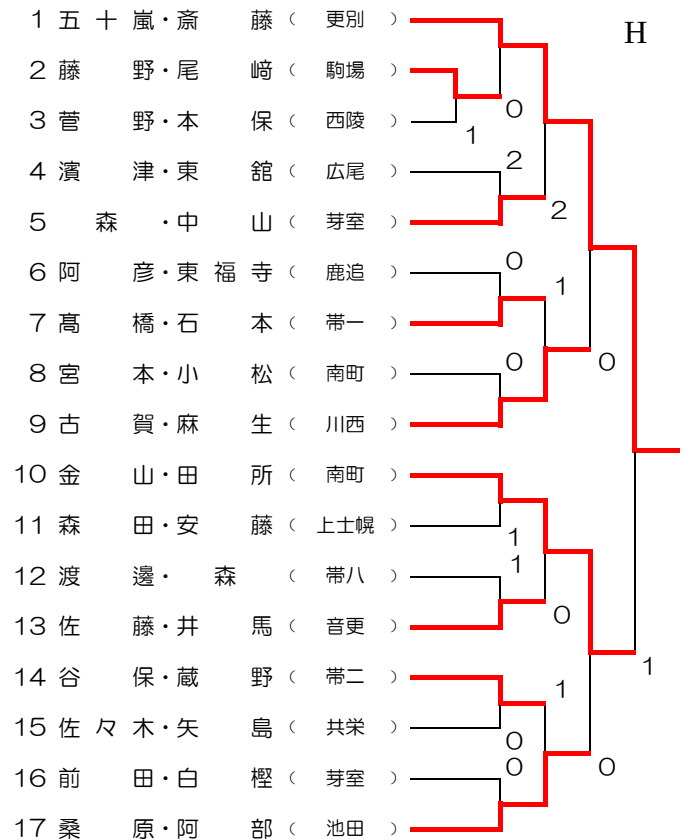 H
1 五十嵐・斎藤（更別）
2 藤野・尾﨑（駒場）
0
3 菅野・本保（西陵）
1
2
4 濱津・東舘（広尾）
2
5 森・中山（芽室）
0
6 阿彦・東福寺（鹿追）
1
7 髙橋・石本（帯一）
0
0
8 宮本・小松（南町）
9 古賀・麻生（川西）
10 金山・田所（南町）
11 森田・安藤（上士幌）
1
1
12 渡邊・森（帯八）
13 佐藤・井馬（音更）
0
1
14 谷保・蔵野（帯二）
1
15 佐々木・矢島（共栄）
0
0
0
16 前田・白樫（芽室）
17 桑原・阿部（池田）